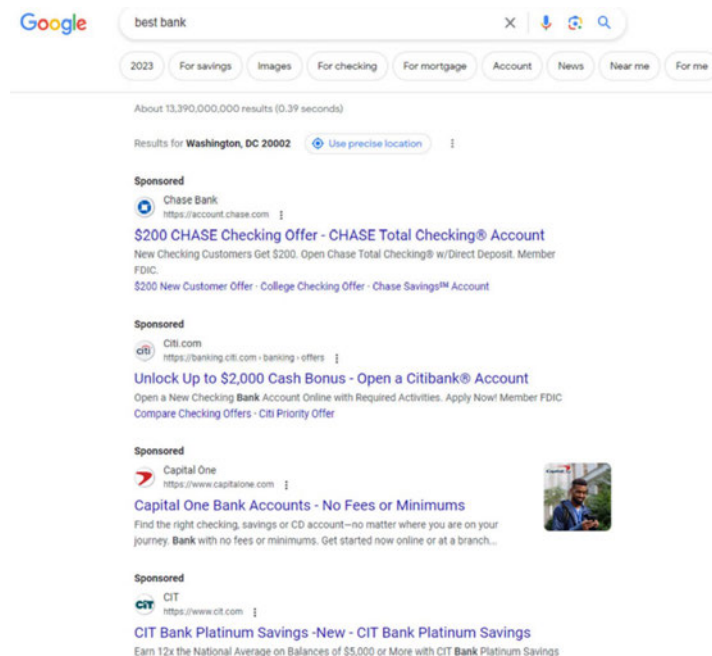 Google
best bank
2023 For savings Images For checking For mortgage Account News Near me For me
About 13,390,000,000 results (0.39 seconds)
Results for Washington, DC 20002 Use precise location
Sponsored
Chase Bank
https://account.chase.com
$200 CHASE Checking Offer - CHASE Total Checking® Account
New Checking Customers Get $200. Open Chase Total Checking® w/Direct Deposit. Member
FDIC.
$200 New Customer Offer · College Checking Offer · Chase Savings℠ Account
Sponsored
citi
Citi.com
https://banking.citi.com › banking › offers
Unlock Up to $2,000 Cash Bonus - Open a Citibank® Account
Open a New Checking Bank Account Online with Required Activities. Apply Now! Member FDIC
Compare Checking Offers · Citi Priority Offer
Sponsored
Capital One
https://www.capitalone.com
Capital One Bank Accounts - No Fees or Minimums
Find the right checking, savings or CD account—no matter where you are on your
journey. Bank with no fees or minimums. Get started now online or at a branch...
Sponsored
CIT
CIT
https://www.cit.com
CIT Bank Platinum Savings -New - CIT Bank Platinum Savings
Earn 12x the National Average on Balances of $5,000 or More with CIT Bank Platinum Savings